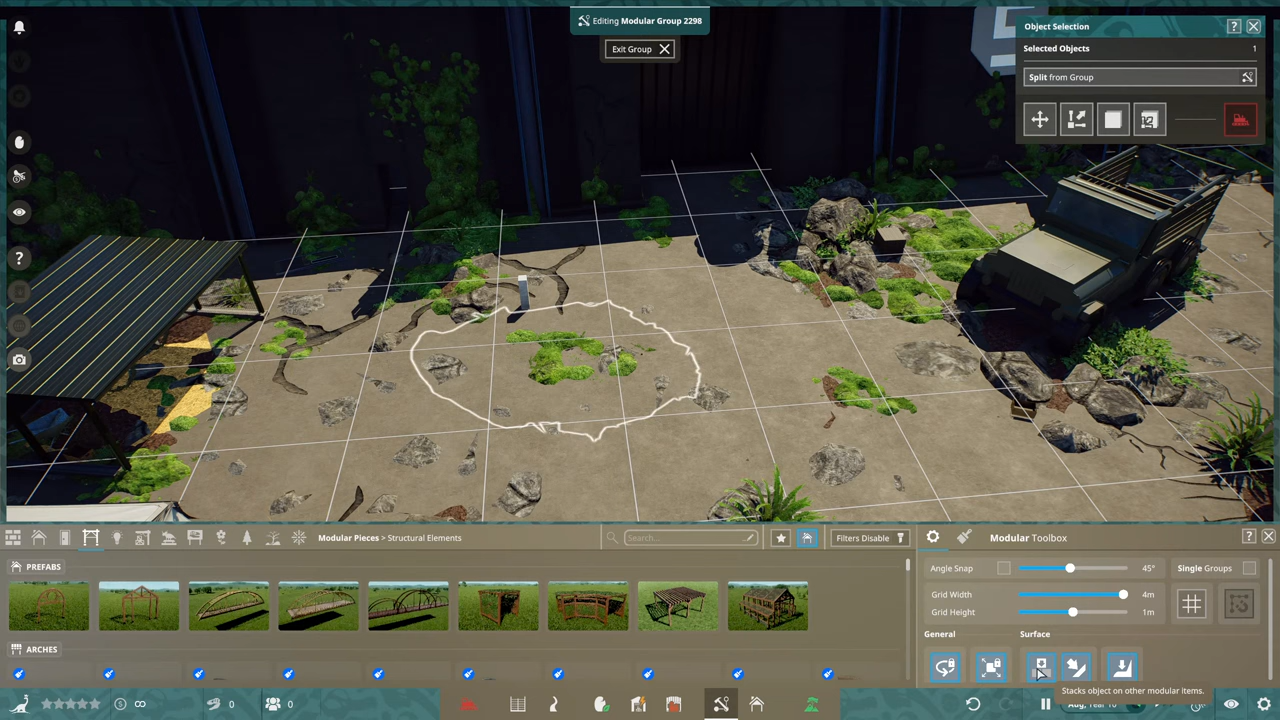 Editing Modular Group 2298
Exit Group
Object Selection
?
Selected Objects 1
Split from Group
?
Modular Pieces > Structural Elements
Search...
Filters Disable
Modular Toolbox
?
PREFABS
ARCHES
Angle Snap 45°
Single Groups
Grid Width 4m
Grid Height 1m
General
Surface
Stacks object on other modular items.
∞
0
0